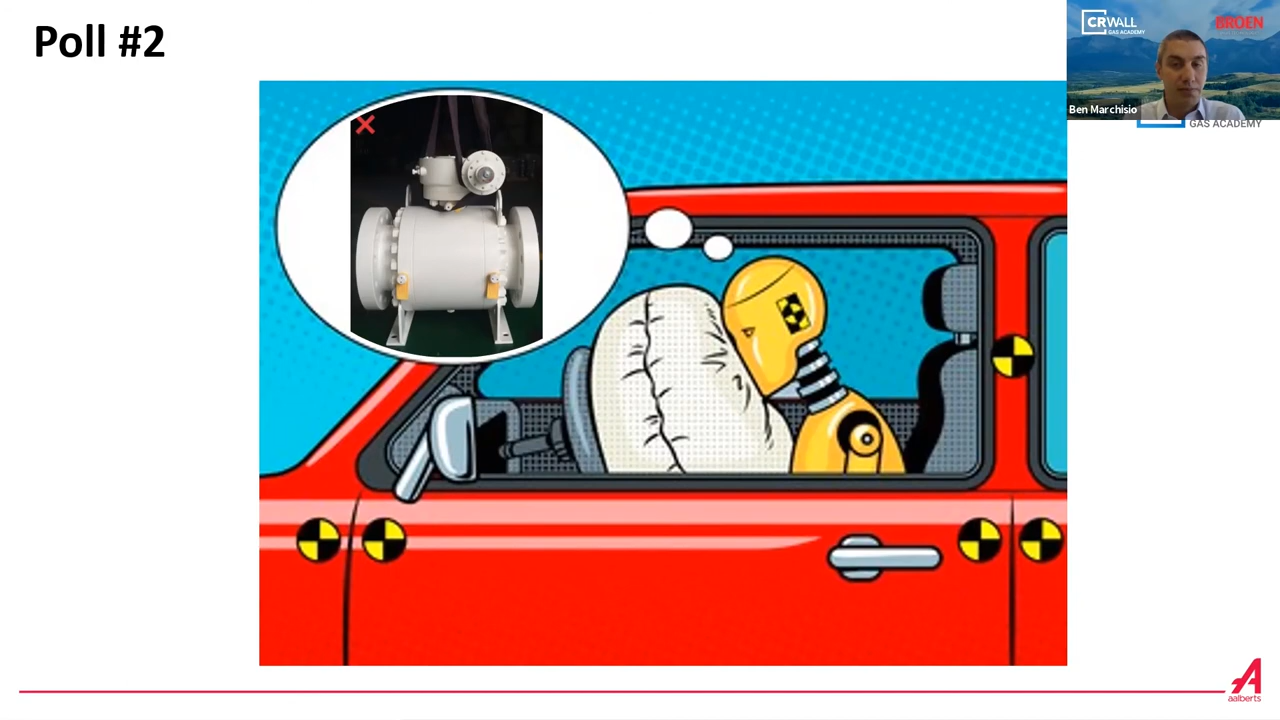 Poll #2
CRWALL
GAS ACADEMY
BROEN
Ben Marchisio
GAS ACADEMY
aalberts